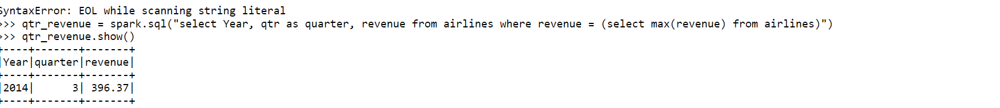 SyntaxError: EOL while scanning string literal
>>> qtr_revenue = spark.sql("select Year, qtr as quarter, revenue from airlines where revenue = (select max(revenue) from airlines)")
>>> qtr_revenue.show()
+----+-------+-------+
|Year|quarter|revenue|
+----+-------+-------+
|2014|      3| 396.37|
+----+-------+-------+